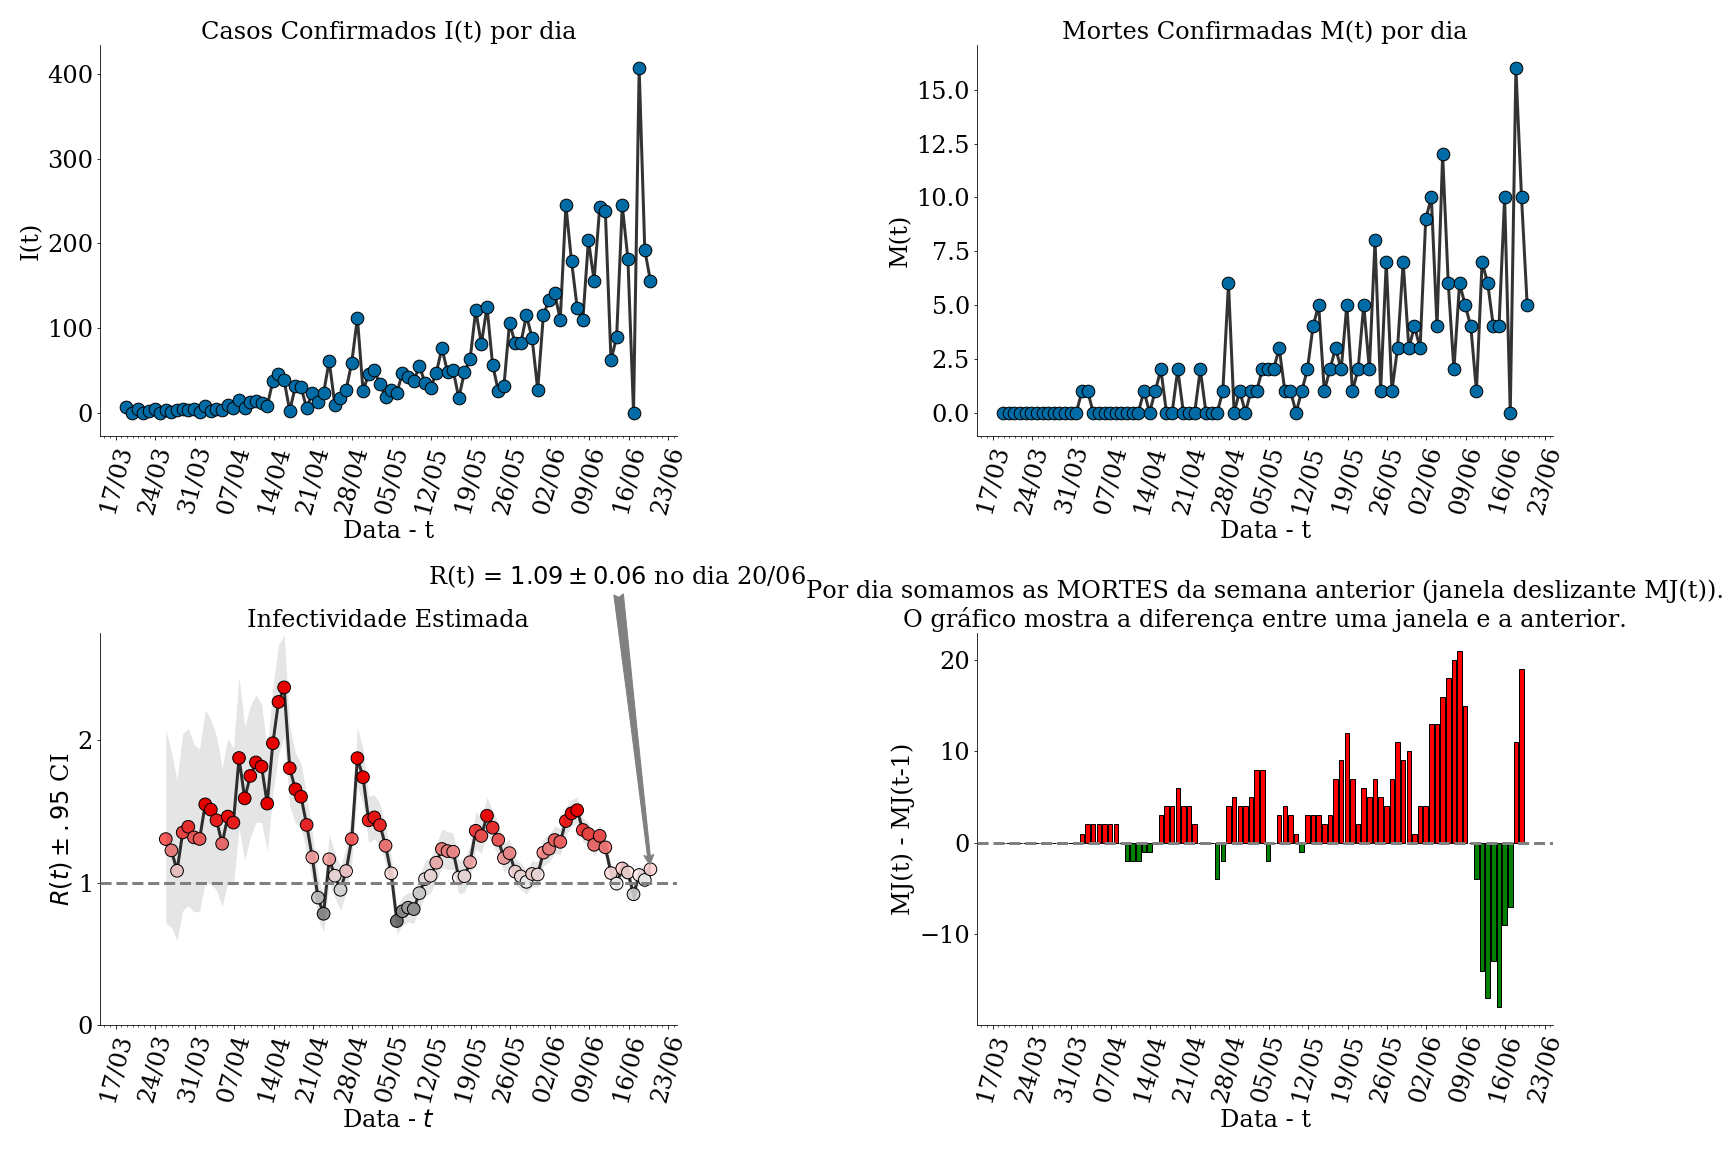 Casos Confirmados I(t) por dia
I(t)
400
300
200
100
0
17/03 24/03 31/03 07/04 14/04 21/04 28/04 05/05 12/05 19/05 26/05 02/06 09/06 16/06 23/06
Data - t
Mortes Confirmadas M(t) por dia
M(t)
15.0
12.5
10.0
7.5
5.0
2.5
0.0
17/03 24/03 31/03 07/04 14/04 21/04 28/04 05/05 12/05 19/05 26/05 02/06 09/06 16/06 23/06
Data - t
R(t) = 1.09 ± 0.06 no dia 20/06
Infectividade Estimada
R(t) ± .95 CI
2
1
0
17/03 24/03 31/03 07/04 14/04 21/04 28/04 05/05 12/05 19/05 26/05 02/06 09/06 16/06 23/06
Data - t
Por dia somamos as MORTES da semana anterior (janela deslizante MJ(t)).
O gráfico mostra a diferença entre uma janela e a anterior.
MJ(t) - MJ(t-1)
20
10
0
−10
17/03 24/03 31/03 07/04 14/04 21/04 28/04 05/05 12/05 19/05 26/05 02/06 09/06 16/06 23/06
Data - t